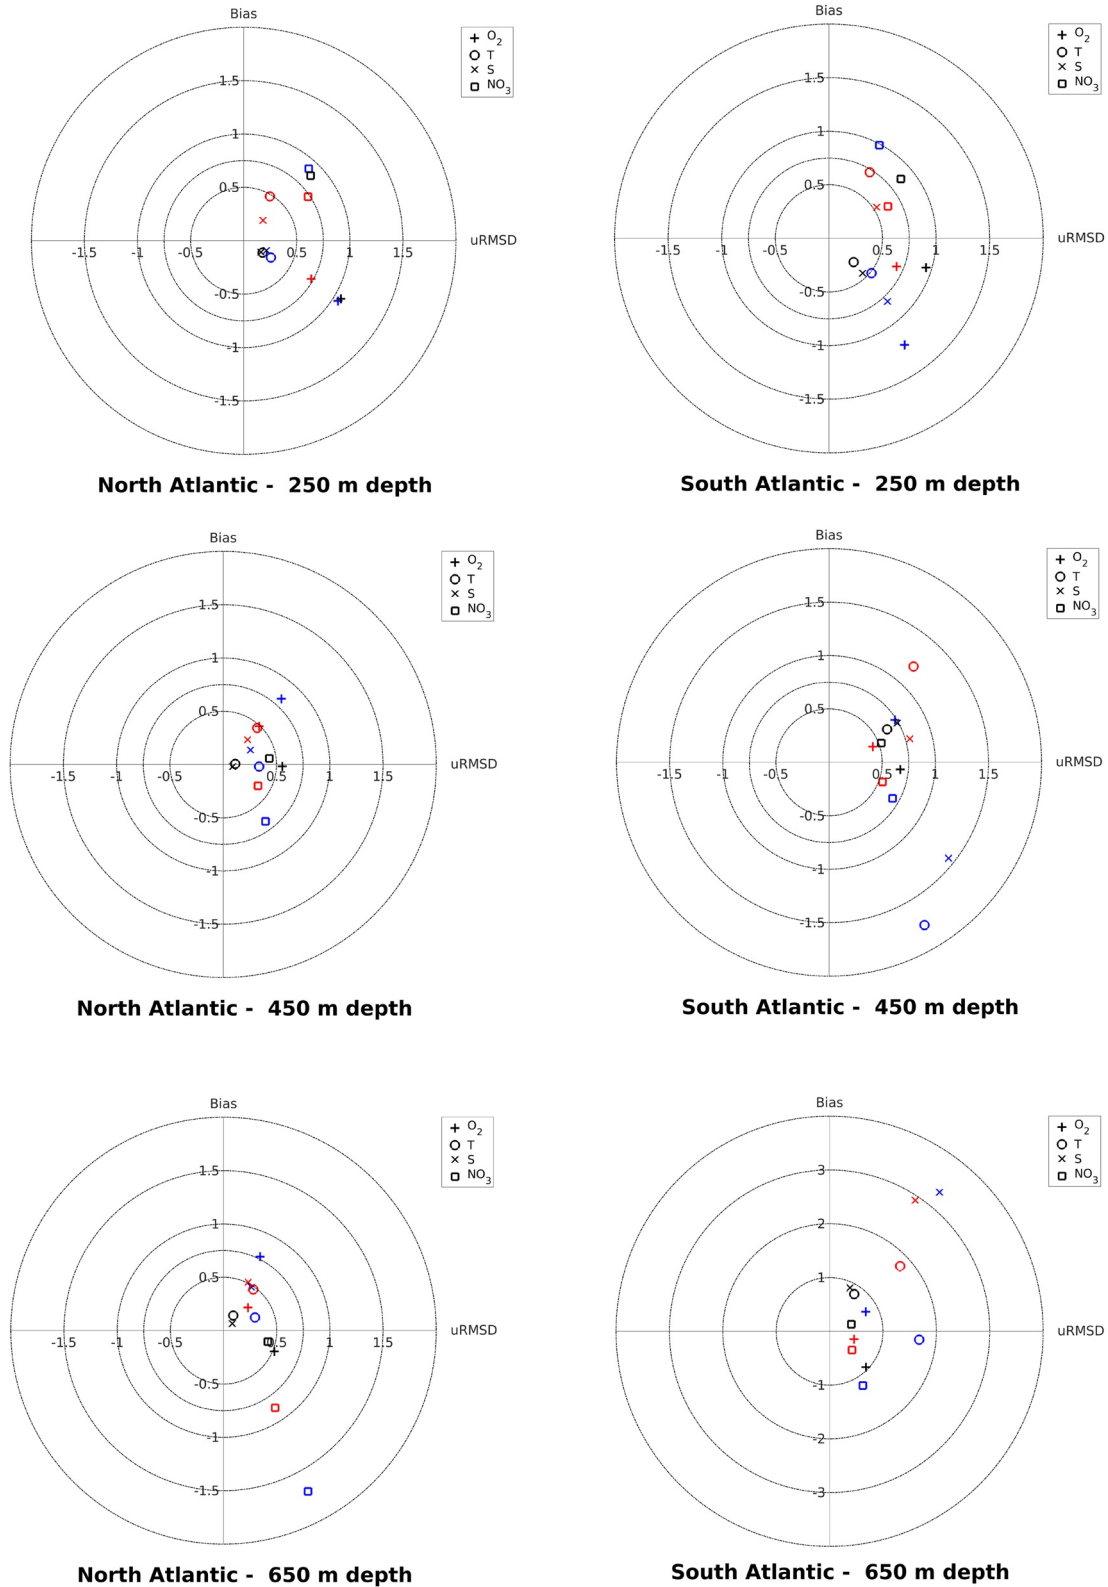 Bias
O2
T
S
NO3
1.5
1
0.5
-1.5 -1 -0.5 0.5 1 1.5 uRMSD
-0.5
-1
-1.5
North Atlantic - 250 m depth
Bias
O2
T
S
NO3
1.5
1
0.5
-1.5 -1 -0.5 0.5 1 1.5 uRMSD
-0.5
-1
-1.5
South Atlantic - 250 m depth
Bias
O2
T
S
NO3
1.5
1
0.5
-1.5 -1 -0.5 0.5 1 1.5 uRMSD
-0.5
-1
-1.5
North Atlantic - 450 m depth
Bias
O2
T
S
NO3
1.5
1
0.5
-1.5 -1 -0.5 0.5 1 1.5 uRMSD
-0.5
-1
-1.5
South Atlantic - 450 m depth
Bias
O2
T
S
NO3
1.5
1
0.5
-1.5 -1 -0.5 0.5 1 1.5 uRMSD
-0.5
-1
-1.5
North Atlantic - 650 m depth
Bias
O2
T
S
NO3
3
2
1
uRMSD
-1
-2
-3
South Atlantic - 650 m depth